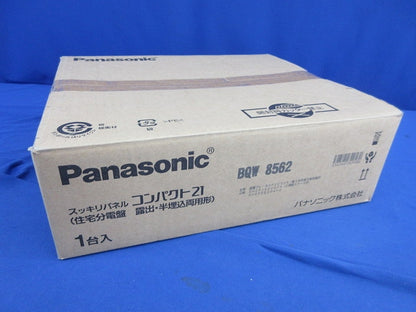 Panasonic
Panasonic®
BQW 8562
スッキリパネル コンパクト21
(住宅分電盤 露出・半埋込両用形)
1台入
パナソニック株式会社